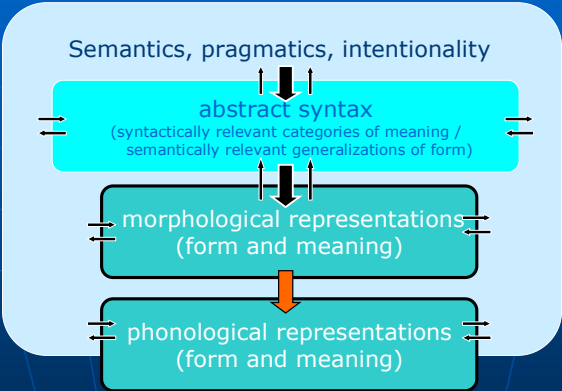 Semantics, pragmatics, intentionality
abstract syntax
(syntactically relevant categories of meaning /
semantically relevant generalizations of form)
morphological representations
(form and meaning)
phonological representations
(form and meaning)